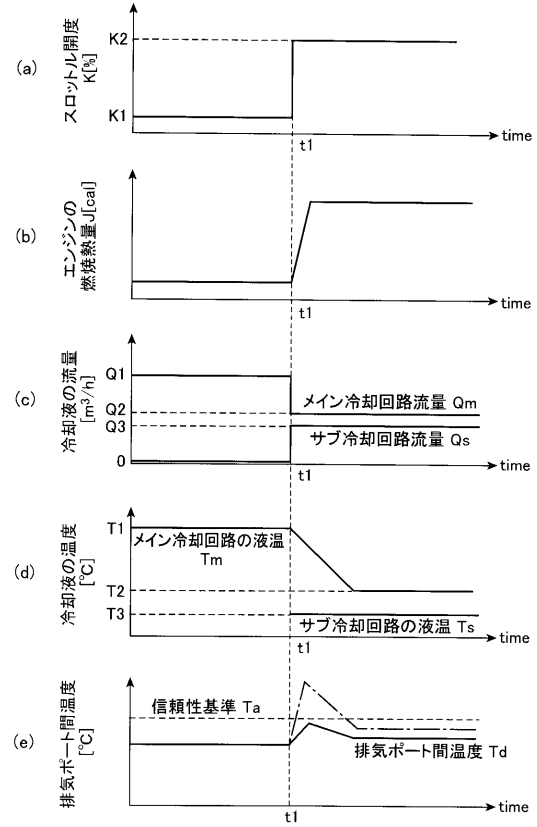 (a)
スロットル開度
K[%]
K2
K1
t1
time
(b)
エンジンの
燃焼熱量J[cal]
t1
time
(c)
冷却液の流量
[m³/h]
Q1
Q2
Q3
0
メイン冷却回路流量 Qm
サブ冷却回路流量 Qs
t1
time
(d)
冷却液の温度
[℃]
T1
T2
T3
メイン冷却回路の液温
Tm
サブ冷却回路の液温 Ts
t1
time
(e)
排気ポート間温度
[℃]
信頼性基準 Ta
排気ポート間温度 Td
t1
time